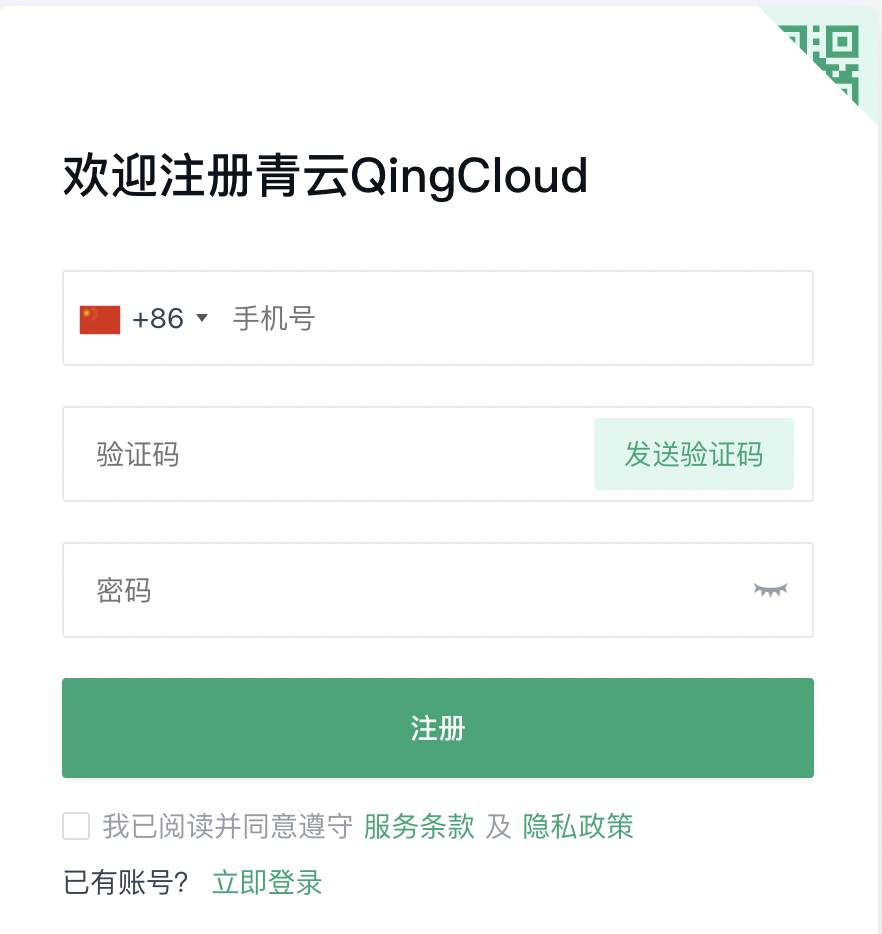 欢迎注册青云QingCloud
+86 手机号
验证码 发送验证码
密码
注册
我已阅读并同意遵守 服务条款 及 隐私政策
已有账号? 立即登录